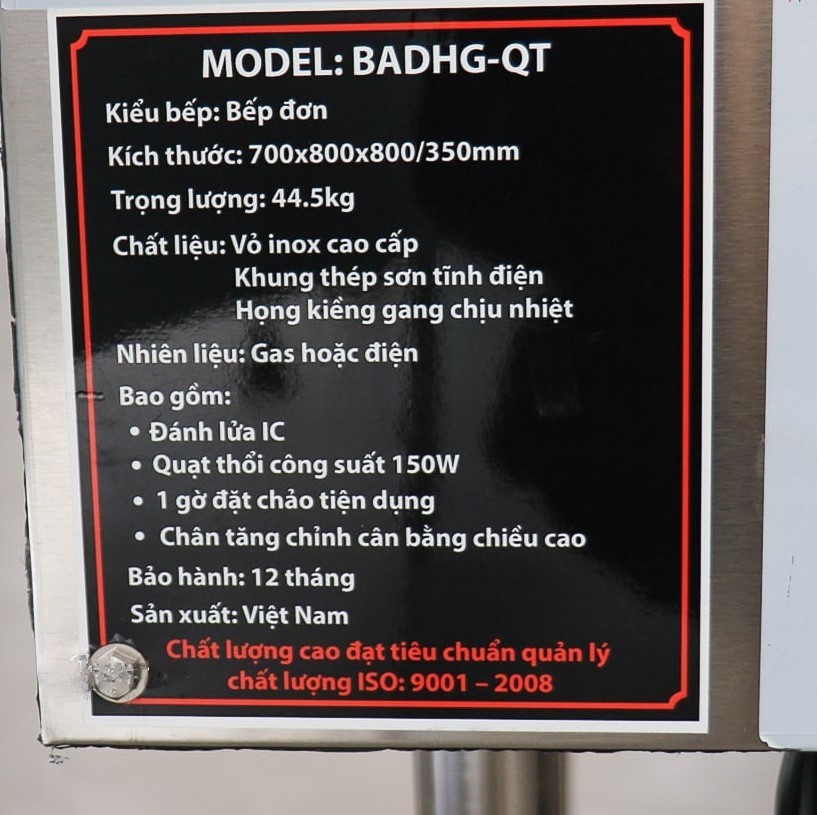 MODEL: BADHG-QT
Kiểu bếp: Bếp đơn
Kích thước: 700x800x800/350mm
Trọng lượng: 44.5kg
Chất liệu: Vỏ inox cao cấp
Khung thép sơn tĩnh điện
Họng kiềng gang chịu nhiệt
Nhiên liệu: Gas hoặc điện
Bao gồm:
• Đánh lửa IC
• Quạt thổi công suất 150W
• 1 gờ đặt chảo tiện dụng
• Chân tăng chỉnh cân bằng chiều cao
Bảo hành: 12 tháng
Sản xuất: Việt Nam
Chất lượng cao đạt tiêu chuẩn quản lý
chất lượng ISO: 9001 – 2008